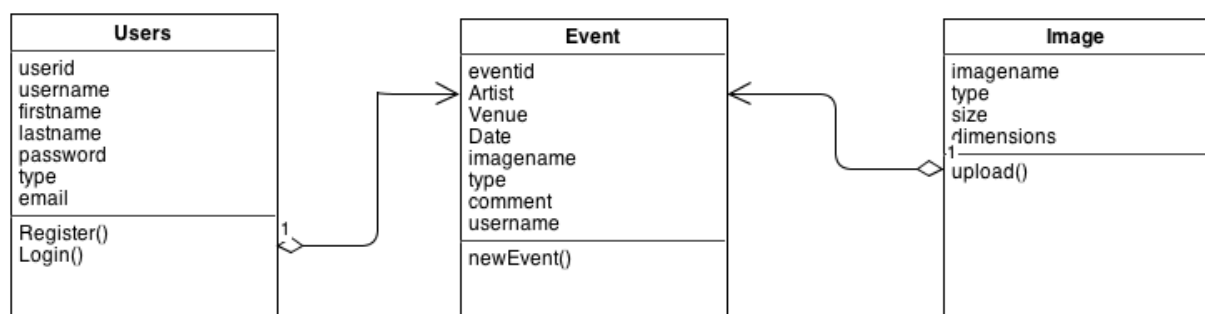 Users
userid
username
firstname
lastname
password
type
email
Register()
Login()
1
Event
eventid
Artist
Venue
Date
imagename
type
comment
username
newEvent()
Image
imagename
type
size
dimensions
1
upload()